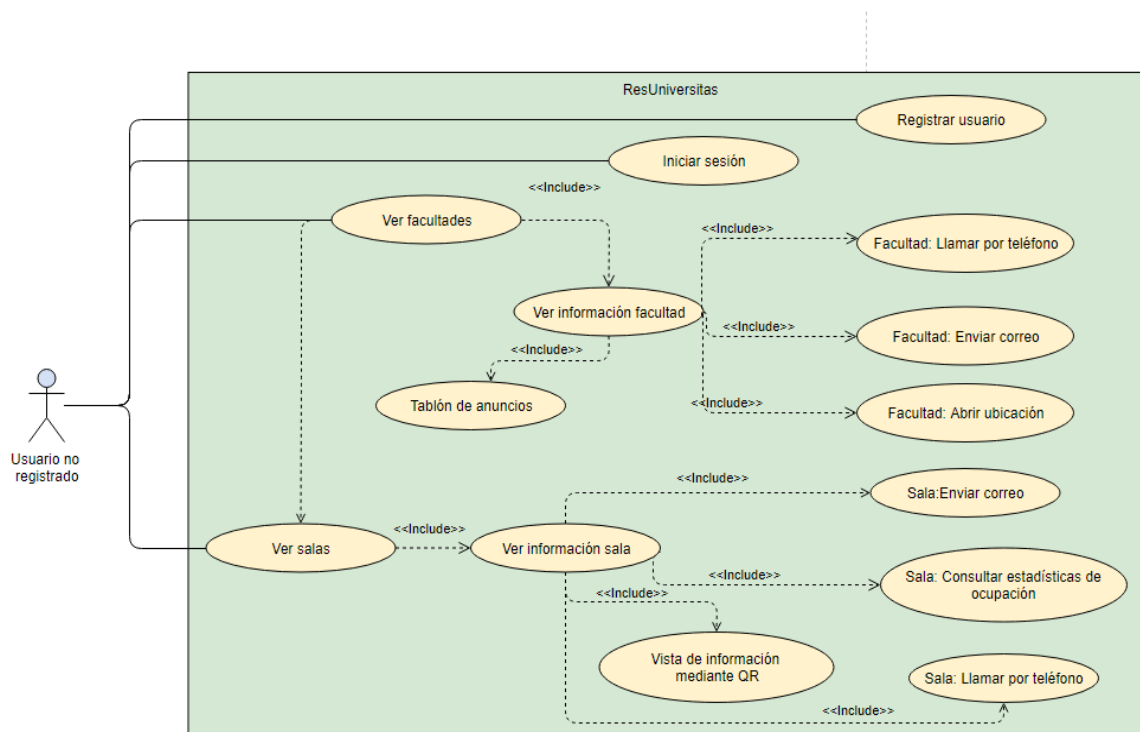 ResUniversitas
Registrar usuario
Iniciar sesión
<<Include>>
Ver facultades
<<Include>>
Facultad: Llamar por teléfono
Ver información facultad
<<Include>>
Facultad: Enviar correo
<<Include>>
<<Include>>
Tablón de anuncios
Facultad: Abrir ubicación
Usuario no
registrado
<<Include>>
Sala:Enviar correo
<<Include>>
Ver salas
Ver información sala
<<Include>>
Sala: Consultar estadísticas de
ocupación
<<Include>>
Vista de información
mediante QR
Sala: Llamar por teléfono
<<Include>>